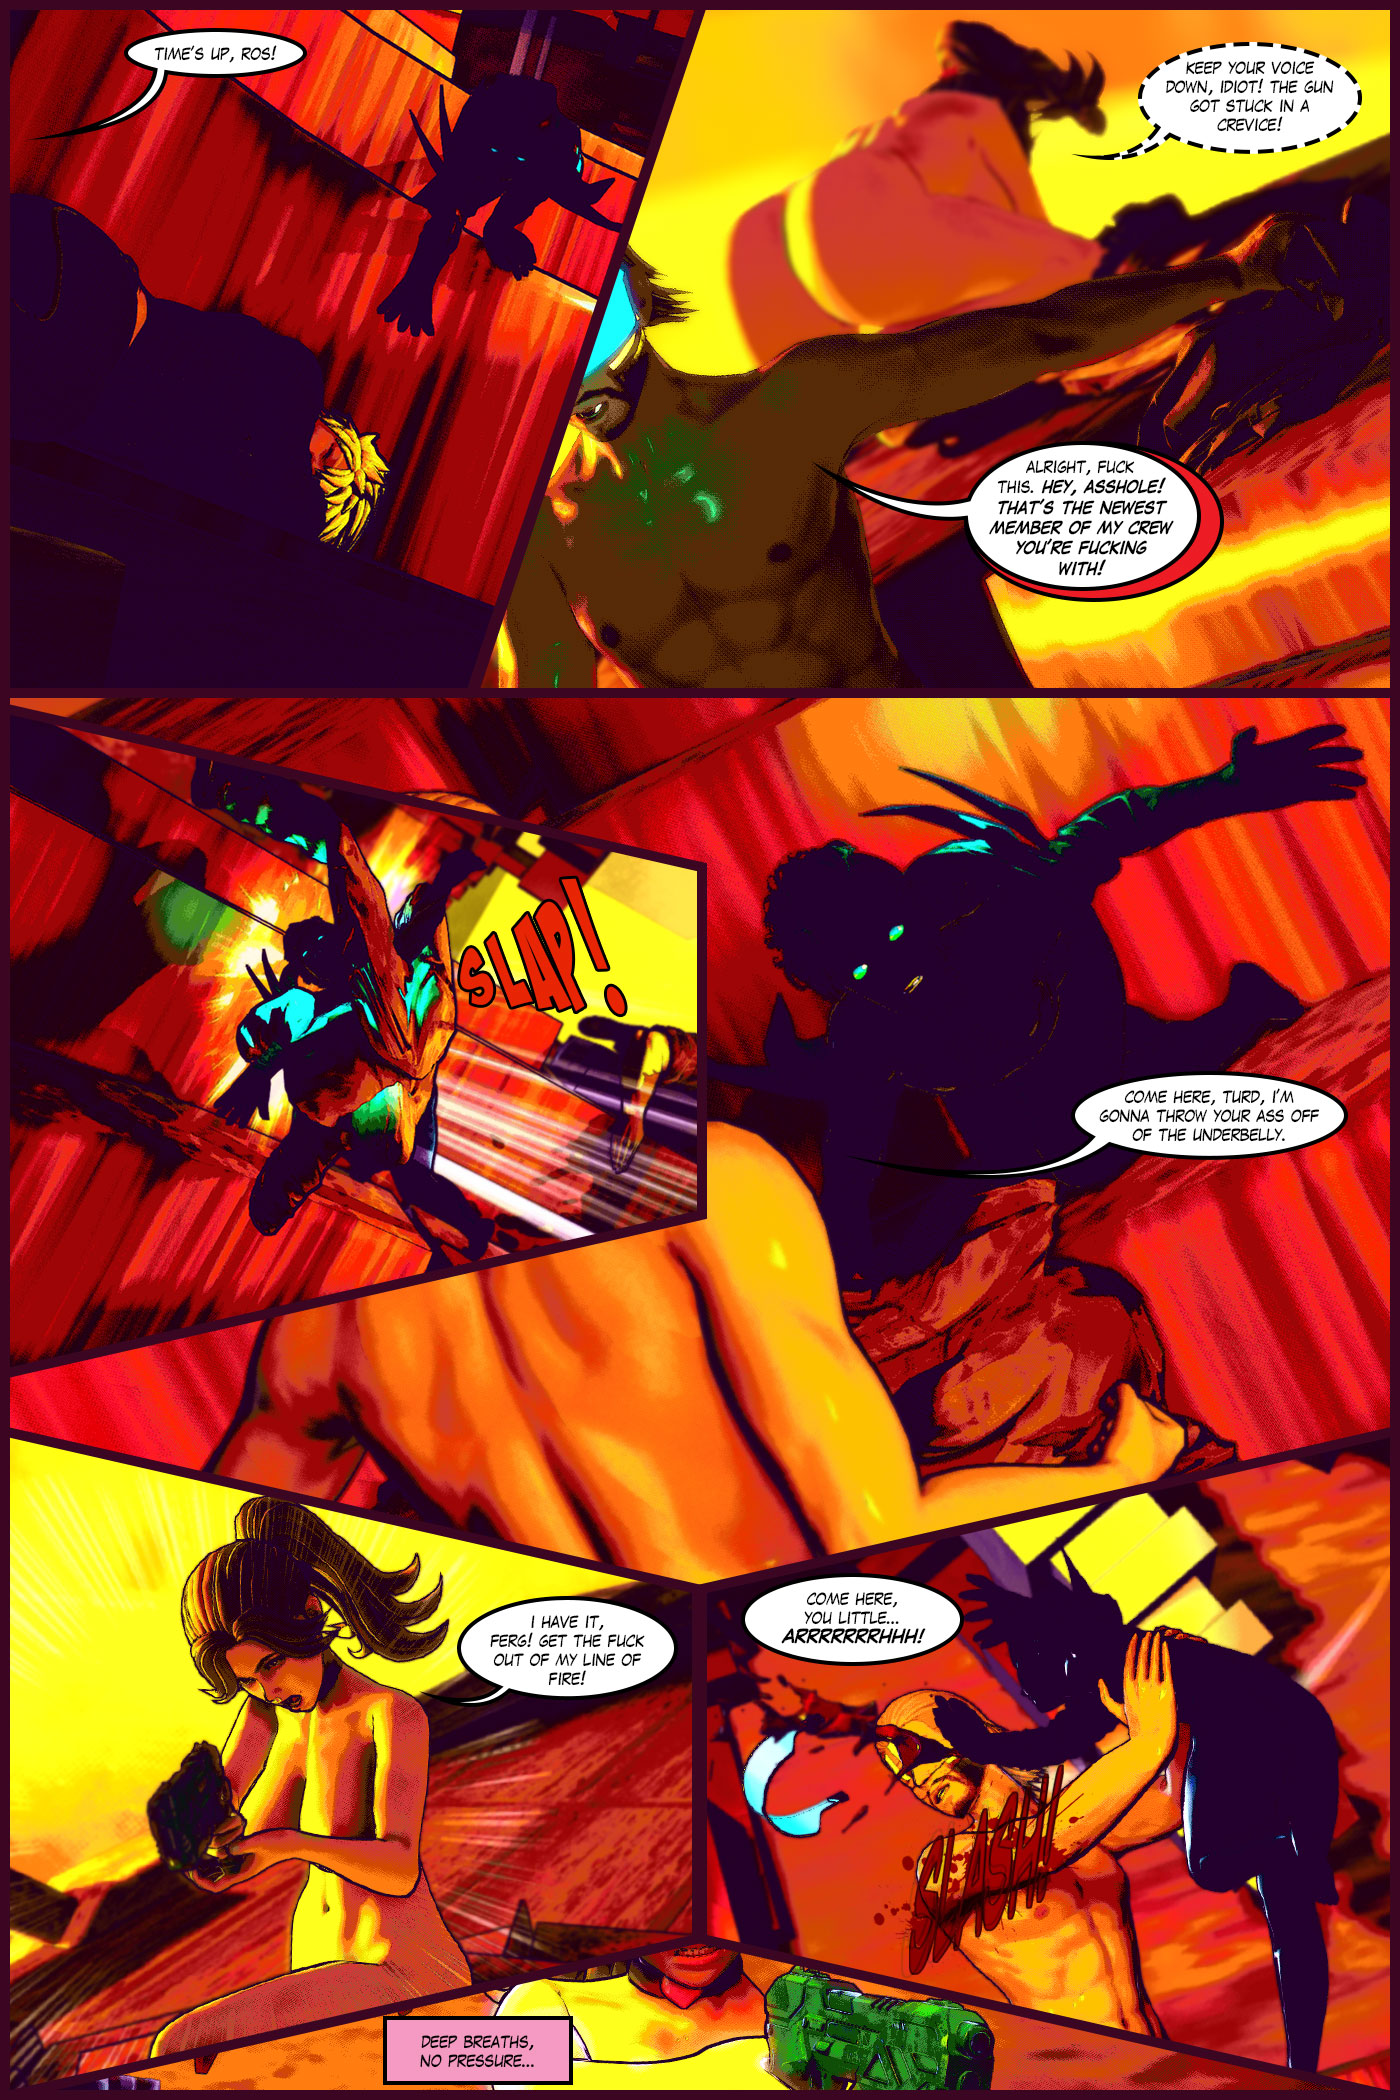 TIME'S UP, ROS!
KEEP YOUR VOICE
DOWN, IDIOT! THE GUN
GOT STUCK IN A
CREVICE!
ALRIGHT, FUCK
THIS. HEY, ASSHOLE!
THAT'S THE NEWEST
MEMBER OF MY CREW
YOU'RE FUCKING
WITH!
SLAP!
COME HERE, TURD, I'M
GONNA THROW YOUR ASS OFF
OF THE UNDERBELLY.
I HAVE IT,
FERG! GET THE FUCK
OUT OF MY LINE OF
FIRE!
COME HERE,
YOU LITTLE...
ARRRRRRRHHH!
SLASH!
DEEP BREATHS,
NO PRESSURE...